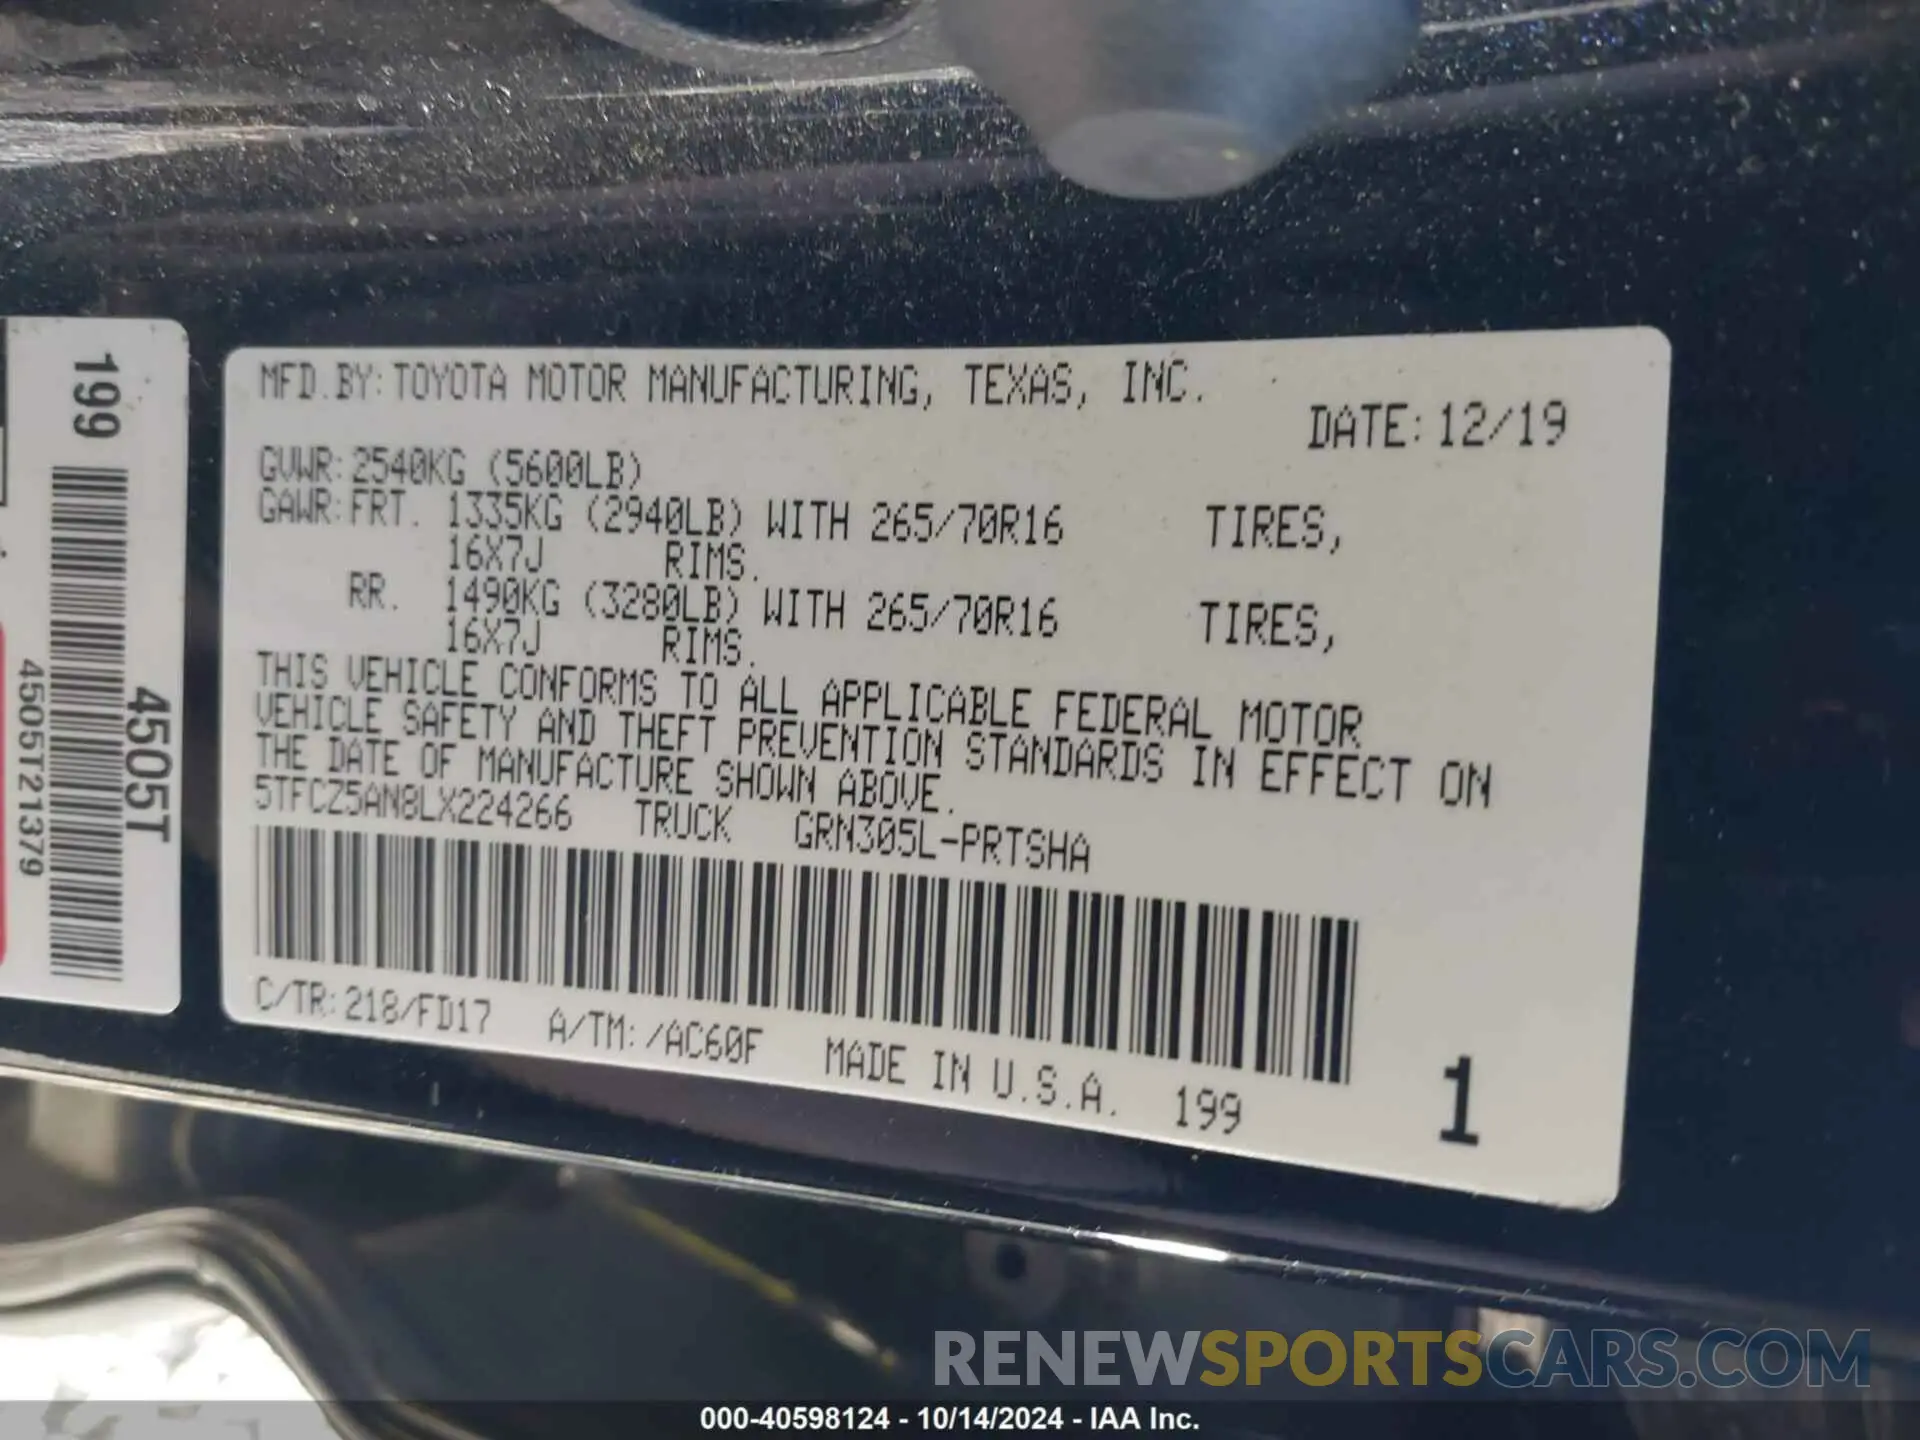 199
4505T
4505T21379
MFD.BY:TOYOTA MOTOR MANUFACTURING, TEXAS, INC.
DATE:12/19
GVWR:2540KG (5600LB)
GAWR:FRT. 1335KG (2940LB) WITH 265/70R16 TIRES,
16X7J RIMS.
RR. 1490KG (3280LB) WITH 265/70R16 TIRES,
16X7J RIMS.
THIS VEHICLE CONFORMS TO ALL APPLICABLE FEDERAL MOTOR
VEHICLE SAFETY AND THEFT PREVENTION STANDARDS IN EFFECT ON
THE DATE OF MANUFACTURE SHOWN ABOVE.
5TFCZ5AN8LX224266 TRUCK GRN305L-PRTSHA
C/TR:218/FD17 A/TM:/AC60F MADE IN U.S.A. 199
1
RENEWSPORTSCARS.COM
000-40598124 - 10/14/2024 - IAA Inc.